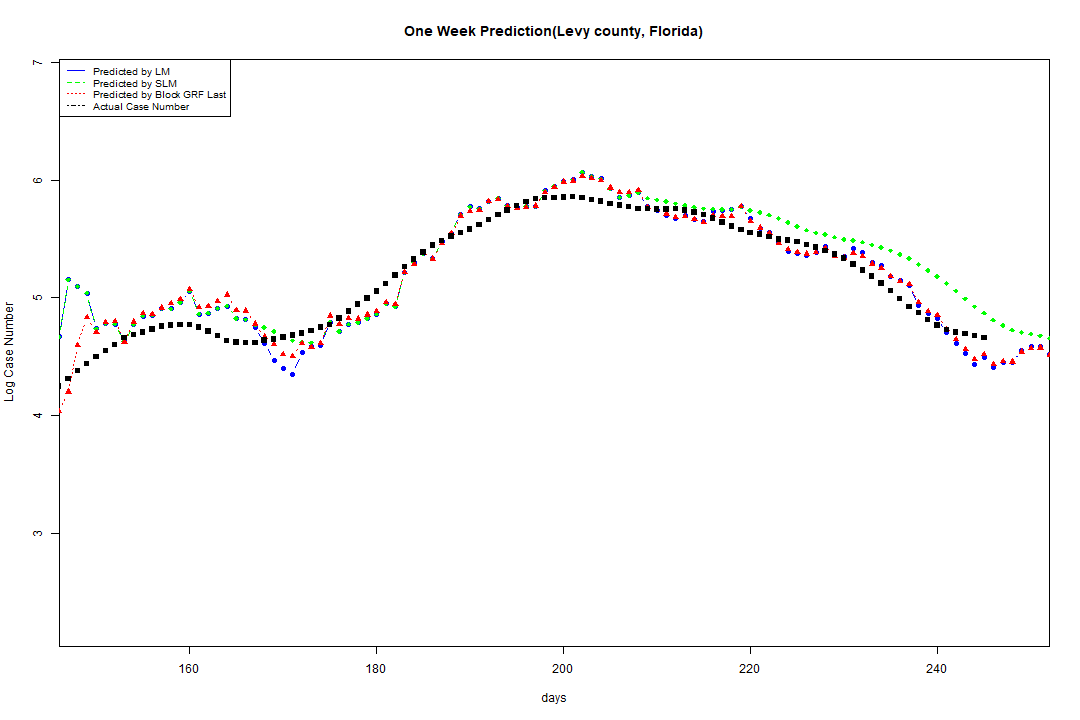 One Week Prediction(Levy county, Florida)
Predicted by LM
Predicted by SLM
Predicted by Block GRF Last
Actual Case Number
7
6
5
4
3
Log Case Number
160 180 200 220 240
days